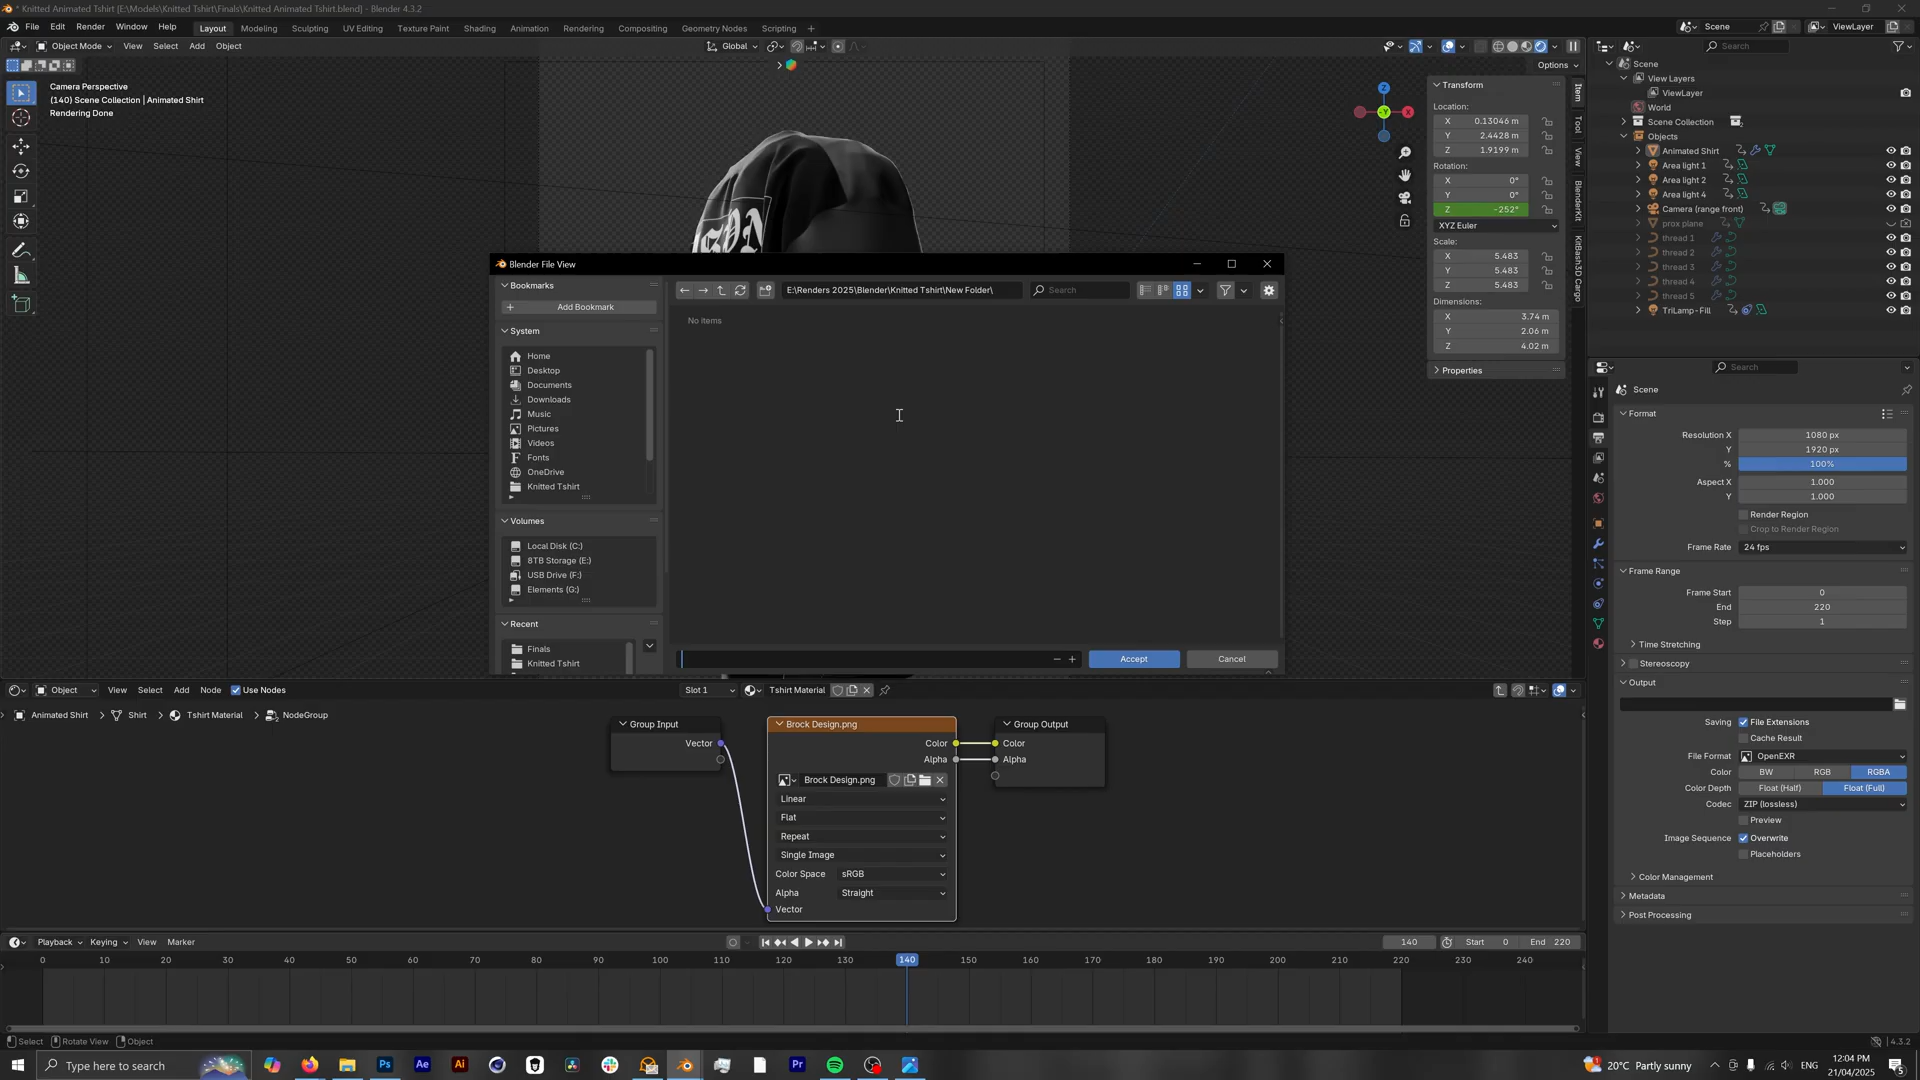 * Knitted Animated Tshirt [E:\Models\Knitted Tshirt\Finals\Knitted Animated Tshirt.blend] - Blender 4.3.2
File Edit Render Window Help Layout Modeling Sculpting UV Editing Texture Paint Shading Animation Rendering Compositing Geometry Nodes Scripting + Scene ViewLayer
Object Mode View Select Add Object Global Search
Options
Camera Perspective
(140) Scene Collection | Animated Shirt
Rendering Done
Z
X
Y
Transform
Location:
X 0.13046 m
Y 2.4428 m
Z 1.9199 m
Rotation:
X 0°
Y 0°
Z -252°
XYZ Euler
Scale:
X 5.483
Y 5.483
Z 5.483
Dimensions:
X 3.74 m
Y 2.06 m
Z 4.02 m
Properties
Item
Tool
View
BlenderKit
KitBash3D Cargo
Scene
View Layers
ViewLayer
World
Scene Collection
Objects
Animated Shirt
Area light 1
Area light 2
Area light 4
Camera (range front)
prox plane
thread 1
thread 2
thread 3
thread 4
thread 5
TriLamp-Fill
Blender File View
Bookmarks
Add Bookmark
System
Home
Desktop
Documents
Downloads
Music
Pictures
Videos
Fonts
OneDrive
Knitted Tshirt
Volumes
Local Disk (C:)
8TB Storage (E:)
USB Drive (F:)
Elements (G:)
Recent
Finals
Knitted Tshirt
E:\Renders 2025\Blender\Knitted Tshirt\New Folder\
Search
No items
Accept Cancel
Search
Scene
Format
Resolution X 1080 px
Y 1920 px
% 100%
Aspect X 1.000
Y 1.000
Render Region
Crop to Render Region
Frame Rate 24 fps
Frame Range
Frame Start 0
End 220
Step 1
Time Stretching
Stereoscopy
Output
Saving File Extensions
Cache Result
File Format OpenEXR
Color BW RGB RGBA
Color Depth Float (Half) Float (Full)
Codec ZIP (lossless)
Preview
Image Sequence Overwrite
Placeholders
Color Management
Metadata
Post Processing
Object View Select Add Node Use Nodes Slot 1 Tshirt Material
Animated Shirt Shirt Tshirt Material NodeGroup
Group Input
Vector
Brock Design.png
Color
Alpha
Brock Design.png
Linear
Flat
Repeat
Single Image
Color Space sRGB
Alpha Straight
Vector
Group Output
Color
Alpha
Playback Keying View Marker 140 Start 0 End 220
0 10 20 30 40 50 60 70 80 90 100 110 120 130 140 150 160 170 180 190 200 210 220 230 240
Select Rotate View Object 4.3.2
Type here to search 20°C Partly sunny ENG 12:04 PM 21/04/2025